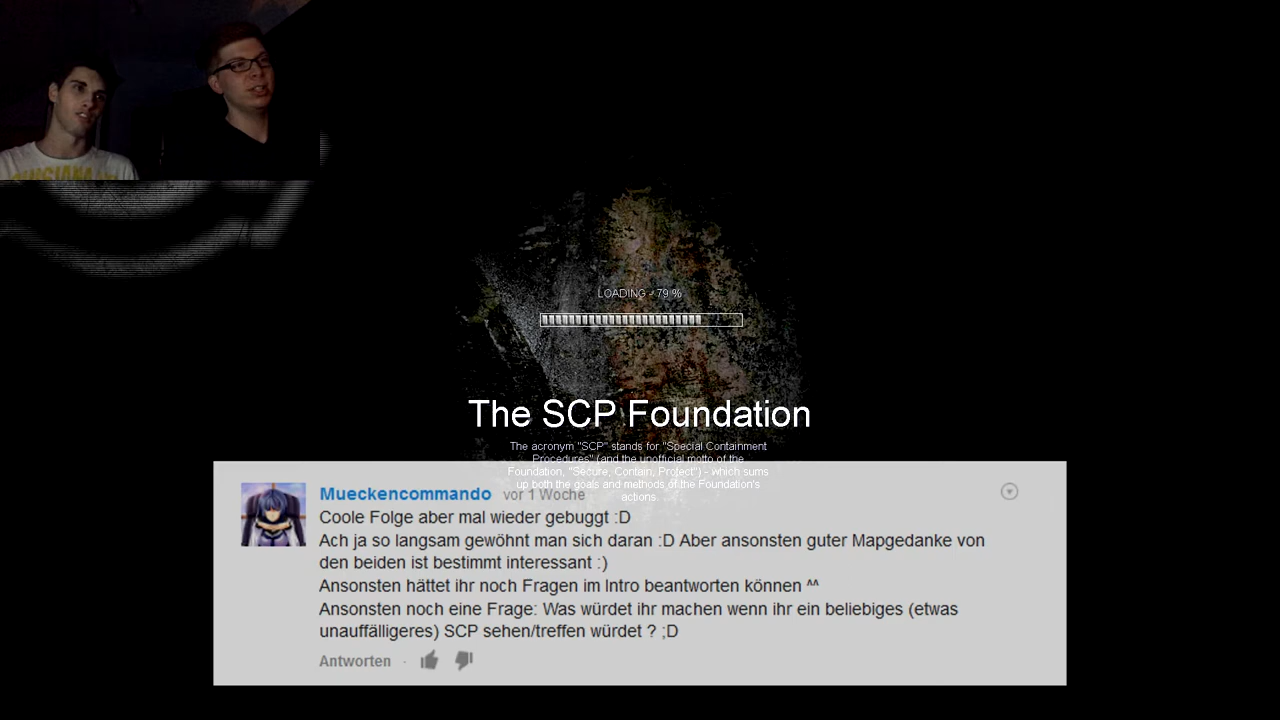 LOADING - 79 %
The SCP Foundation
The acronym "SCP" stands for "Special Containment
Procedures" (and the unofficial motto of the
Foundation, "Secure, Contain, Protect") - which sums
up both the goals and methods of the Foundation's
actions.
Mueckencommando vor 1 Woche
Coole Folge aber mal wieder gebuggt :D
Ach ja so langsam gewöhnt man sich daran :D Aber ansonsten guter Mapgedanke von
den beiden ist bestimmt interessant :)
Ansonsten hättet ihr noch Fragen im Intro beantworten können ^^
Ansonsten noch eine Frage: Was würdet ihr machen wenn ihr ein beliebiges (etwas
unauffälligeres) SCP sehen/treffen würdet ? ;D
Antworten ·